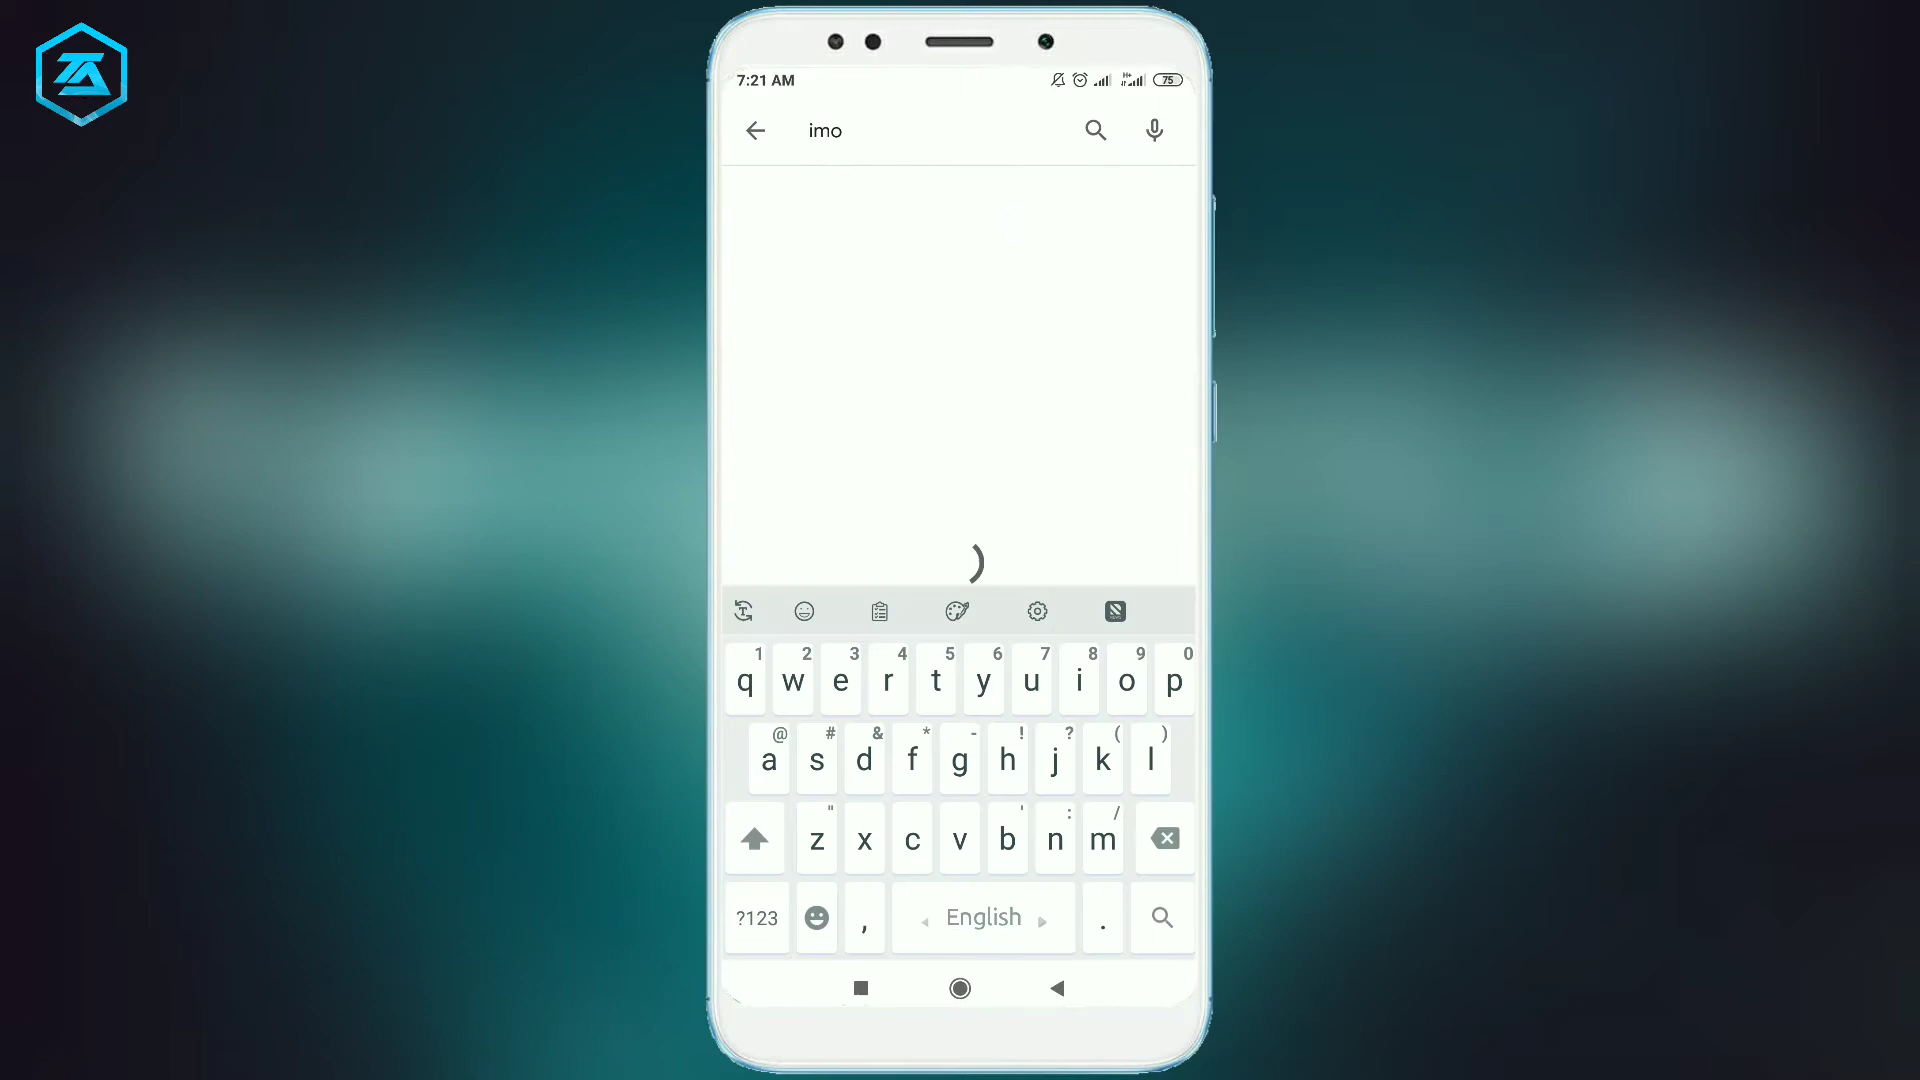 7:21 AM
H+
75
imo
1 2 3 4 5 6 7 8 9 0
q w e r t y u i o p
@ # & * - ! ? ( )
a s d f g h j k l
" ' : /
z x c v b n m
?123 , English .